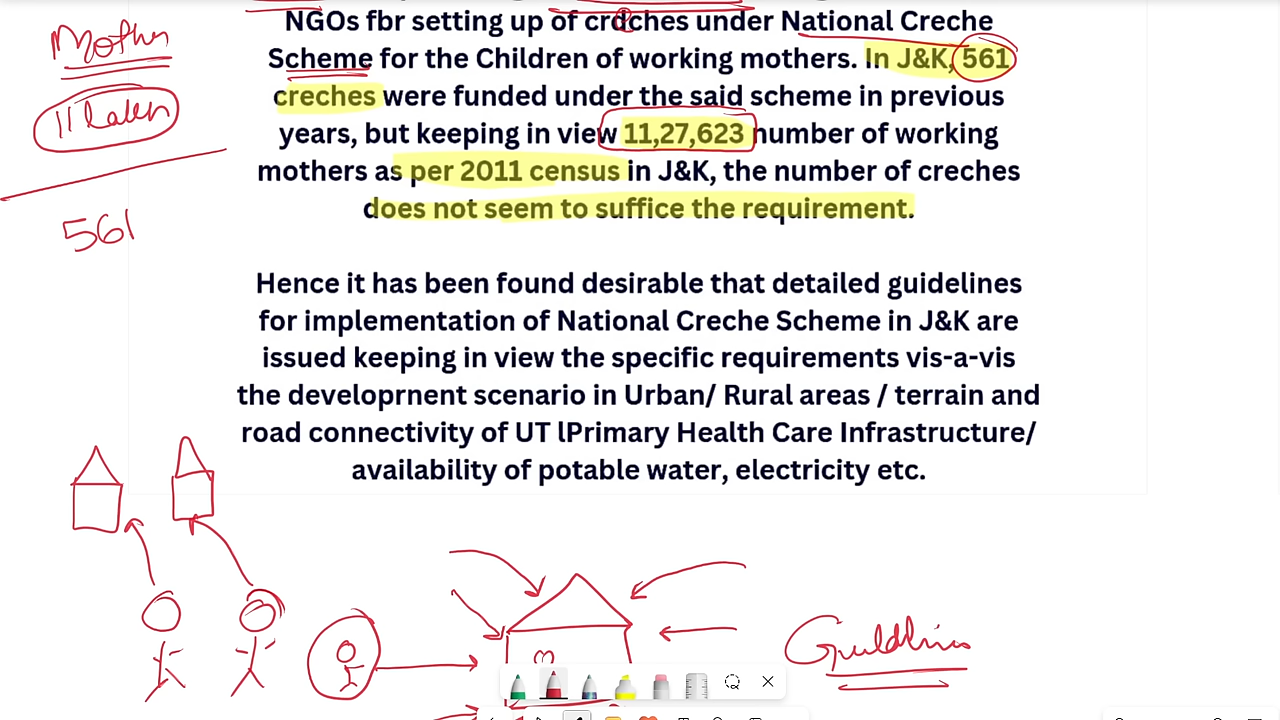 NGOs fbr setting up of creches under National Creche
Scheme for the Children of working mothers. In J&K, 561
creches were funded under the said scheme in previous
years, but keeping in view 11,27,623 number of working
mothers as per 2011 census in J&K, the number of creches
does not seem to suffice the requirement.
Hence it has been found desirable that detailed guidelines
for implementation of National Creche Scheme in J&K are
issued keeping in view the specific requirements vis-a-vis
the developrnent scenario in Urban/ Rural areas / terrain and
road connectivity of UT lPrimary Health Care Infrastructure/
availability of potable water, electricity etc.
Mother
11 laken
561
Guidlins